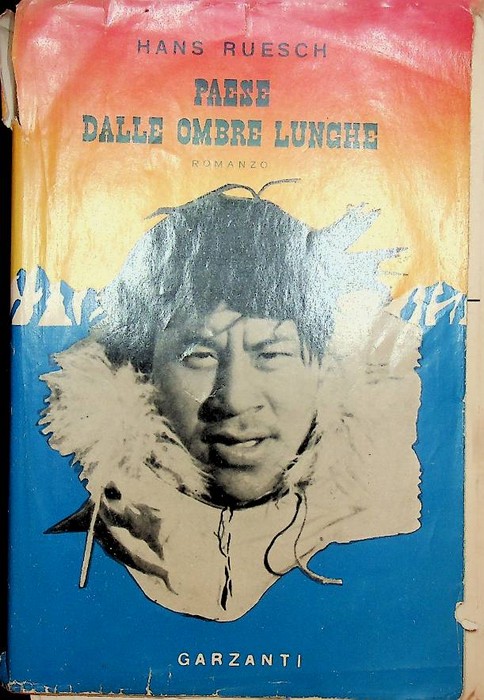 HANS RUESCH
PAESE
DALLE OMBRE LUNGHE
ROMANZO
GARZANTI